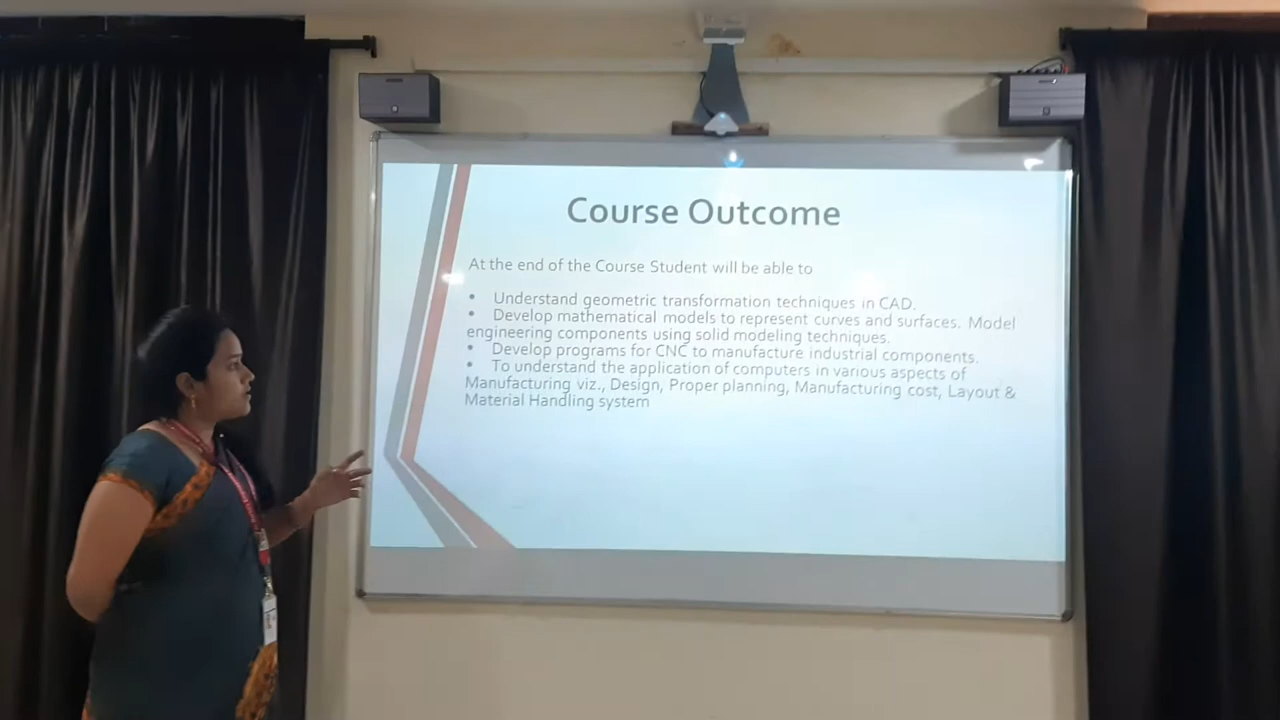 Course Outcome
At the end of the Course Student will be able to
• Understand geometric transformation techniques in CAD.
• Develop mathematical models to represent curves and surfaces. Model
engineering components using solid modeling techniques.
• Develop programs for CNC to manufacture industrial components.
• To understand the application of computers in various aspects of
Manufacturing viz., Design, Proper planning, Manufacturing cost, Layout &
Material Handling system